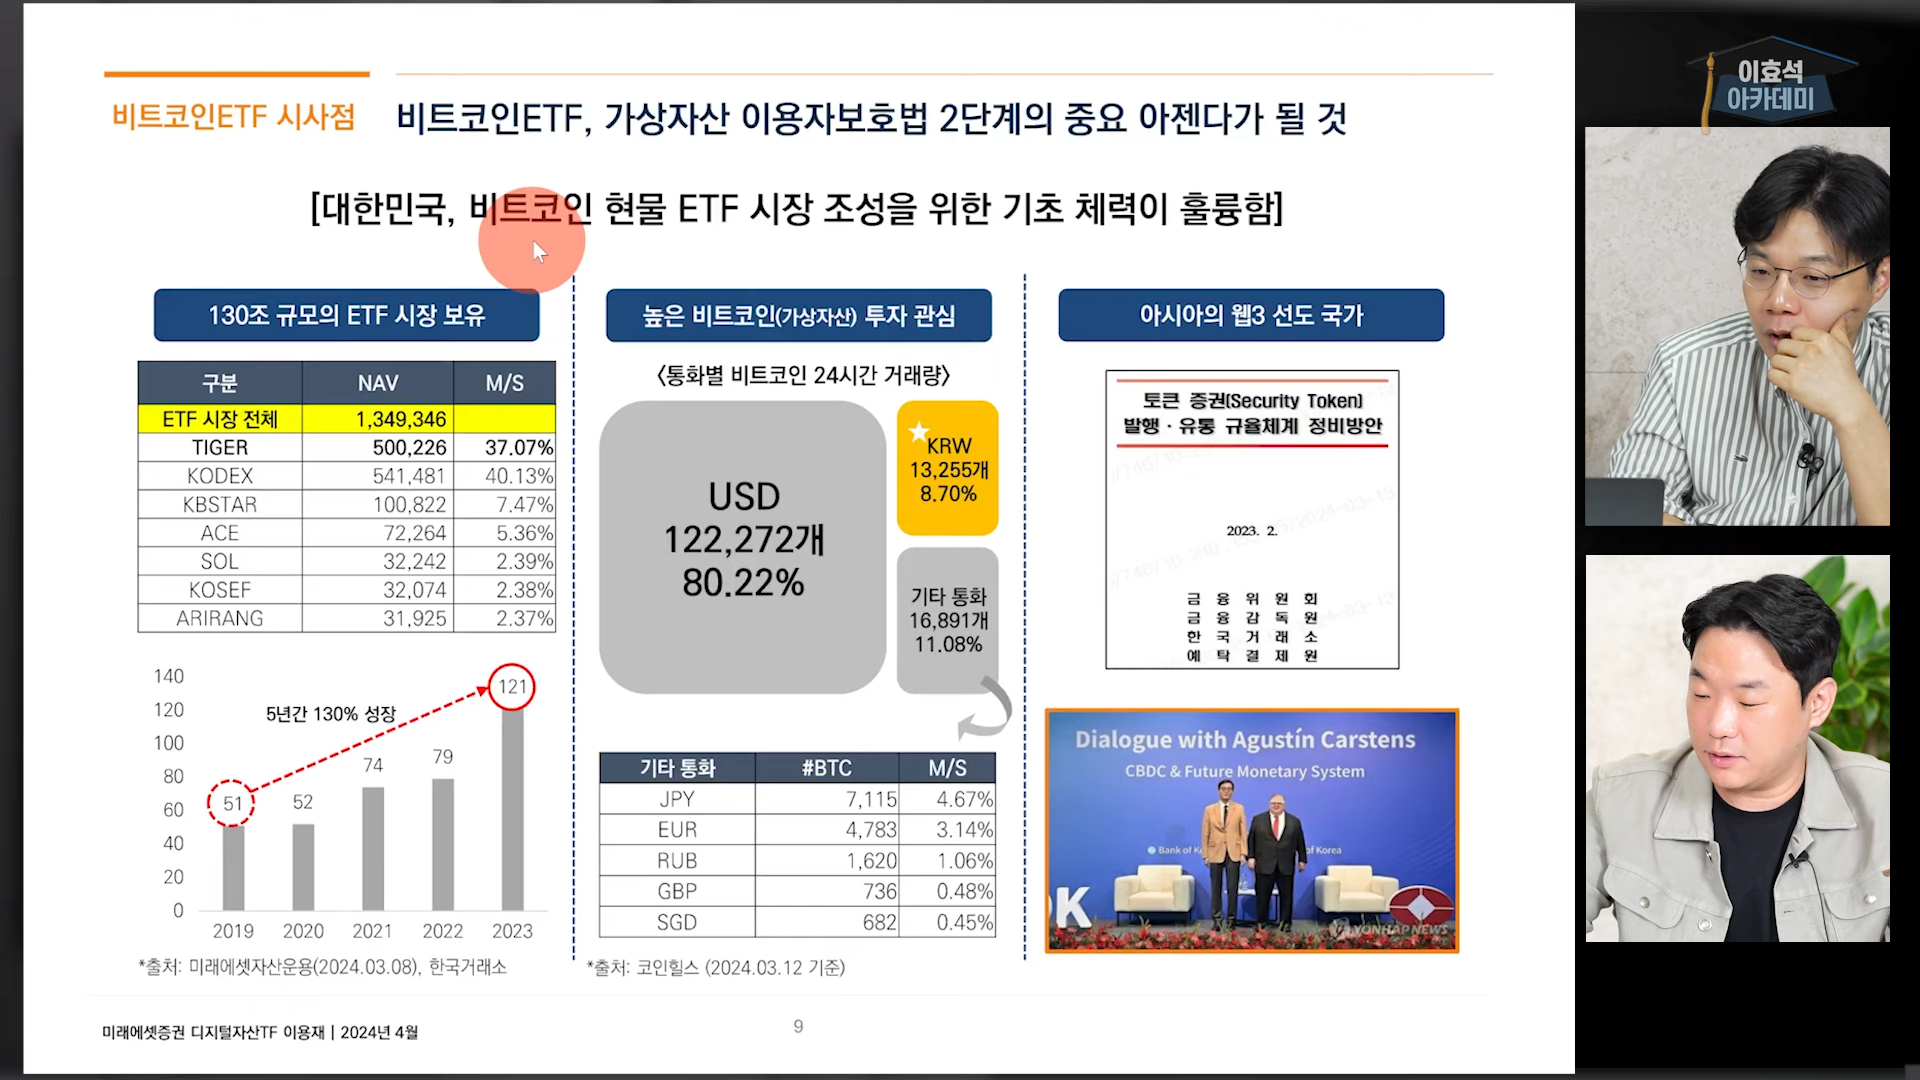 비트코인ETF 시사점
비트코인ETF, 가상자산 이용자보호법 2단계의 중요 아젠다가 될 것
[대한민국, 비트코인 현물 ETF 시장 조성을 위한 기초 체력이 훌륭함]
130조 규모의 ETF 시장 보유
구분 NAV M/S
ETF 시장 전체 1,349,346
TIGER 500,226 37.07%
KODEX 541,481 40.13%
KBSTAR 100,822 7.47%
ACE 72,264 5.36%
SOL 32,242 2.39%
KOSEF 32,074 2.38%
ARIRANG 31,925 2.37%
140
120
100
80
60
40
20
0
5년간 130% 성장
51
52
74
79
121
2019 2020 2021 2022 2023
*출처: 미래에셋자산운용(2024.03.08), 한국거래소
높은 비트코인(가상자산) 투자 관심
<통화별 비트코인 24시간 거래량>
USD
122,272개
80.22%
KRW
13,255개
8.70%
기타 통화
16,891개
11.08%
기타 통화 #BTC M/S
JPY 7,115 4.67%
EUR 4,783 3.14%
RUB 1,620 1.06%
GBP 736 0.48%
SGD 682 0.45%
*출처: 코인힐스 (2024.03.12 기준)
아시아의 웹3 선도 국가
토큰 증권(Security Token)
발행·유통 규율체계 정비방안
2023. 2.
금 융 위 원 회
금 융 감 독 원
한 국 거 래 소
예 탁 결 제 원
Dialogue with Agustín Carstens
CBDC & Future Monetary System
Bank of K
of Korea
OK
YONHAP NEWS
미래에셋증권 디지털자산TF 이용재 | 2024년 4월
9
이효석
아카데미